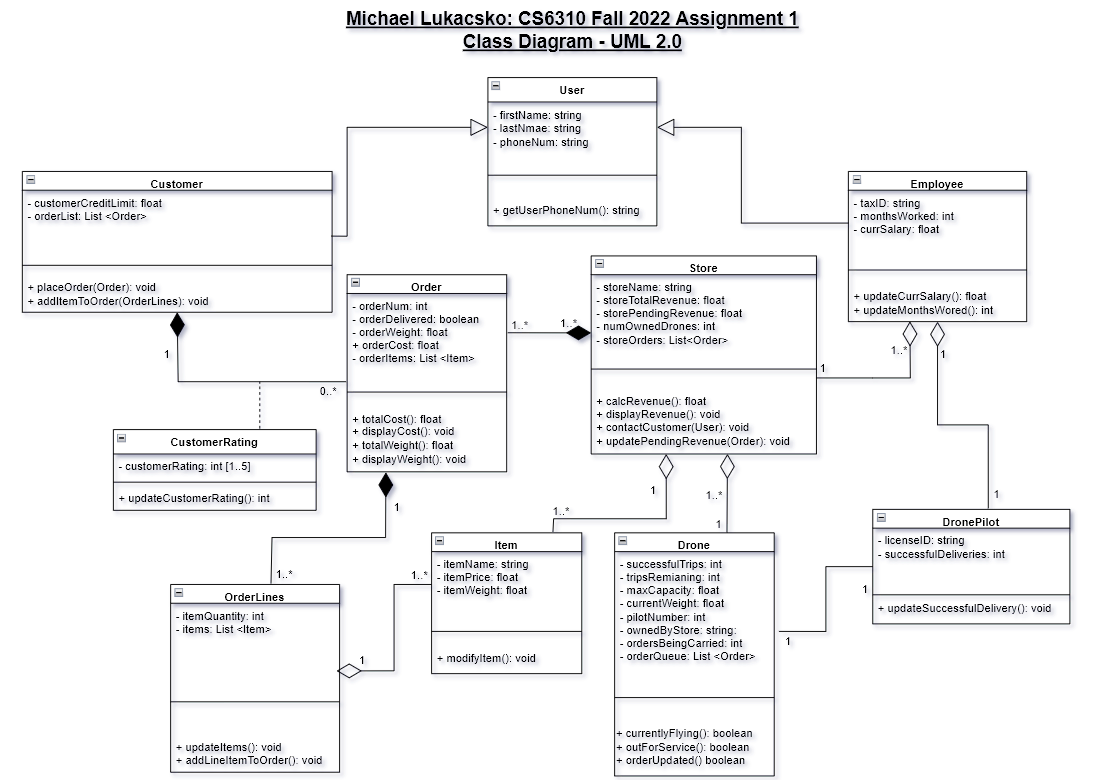 Michael Lukacsko: CS6310 Fall 2022 Assignment 1
Class Diagram - UML 2.0
User
- firstName: string
- lastNmae: string
- phoneNum: string
+ getUserPhoneNum(): string
Customer
- customerCreditLimit: float
- orderList: List <Order>
+ placeOrder(Order): void
+ addItemToOrder(OrderLines): void
Employee
- taxID: string
- monthsWorked: int
- currSalary: float
+ updateCurrSalary(): float
+ updateMonthsWored(): int
Order
- orderNum: int
- orderDelivered: boolean
- orderWeight: float
+ orderCost: float
- orderItems: List <Item>
+ totalCost(): float
+ displayCost(): void
+ totalWeight(): float
+ displayWeight(): void
1..*
1..*
Store
- storeName: string
- storeTotalRevenue: float
- storePendingRevenue: float
- numOwnedDrones: int
- storeOrders: List<Order>
+ calcRevenue(): float
+ displayRevenue(): void
+ contactCustomer(User): void
+ updatePendingRevenue(Order): void
1
1..*
1
1
0..*
CustomerRating
- customerRating: int [1..5]
+ updateCustomerRating(): int
1
1..*
1
1..*
1..*
1
1
DronePilot
- licenseID: string
- successfulDeliveries: int
+ updateSuccessfulDelivery(): void
Item
- itemName: string
- itemPrice: float
- itemWeight: float
+ modifyItem(): void
1..*
1
OrderLines
- itemQuantity: int
- items: List <Item>
+ updateItems(): void
+ addLineItemToOrder(): void
Drone
- successfulTrips: int
- tripsRemianing: int
- maxCapacity: float
- currentWeight: float
- pilotNumber: int
- ownedByStore: string:
- ordersBeingCarried: int
- orderQueue: List <Order>
+ currentlyFlying(): boolean
+ outForService(): boolean
+ orderUpdated() boolean
1
1